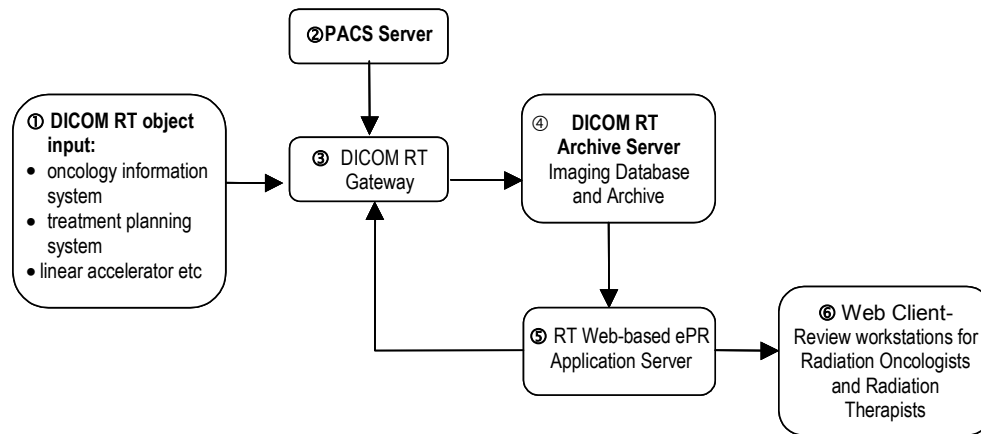 ②PACS Server
① DICOM RT object
input:
• oncology information
system
• treatment planning
system
• linear accelerator etc
③ DICOM RT
Gateway
④ DICOM RT
Archive Server
Imaging Database
and Archive
⑤ RT Web-based ePR
Application Server
⑥ Web Client-
Review workstations for
Radiation Oncologists
and Radiation
Therapists